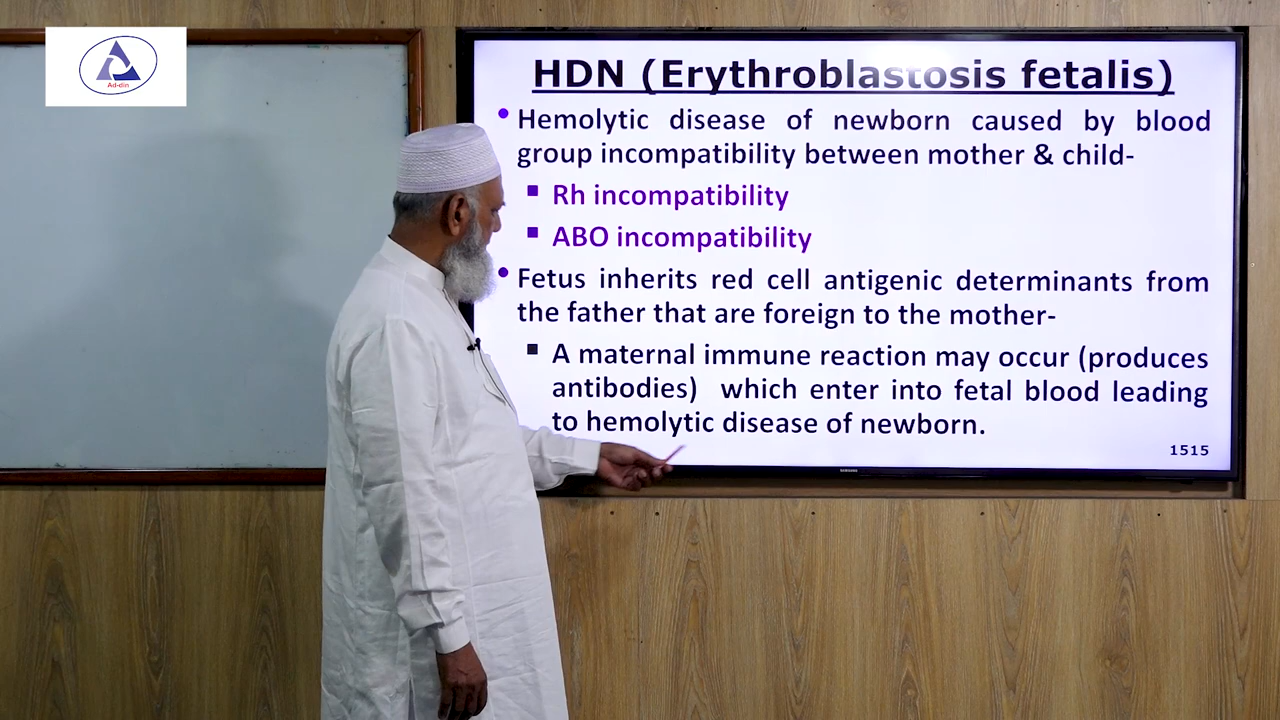 Ad-din
HDN (Erythroblastosis fetalis)
• Hemolytic disease of newborn caused by blood
group incompatibility between mother & child-
▪ Rh incompatibility
▪ ABO incompatibility
• Fetus inherits red cell antigenic determinants from
the father that are foreign to the mother-
▪ A maternal immune reaction may occur (produces
antibodies) which enter into fetal blood leading
to hemolytic disease of newborn.
1515
SAMSUNG